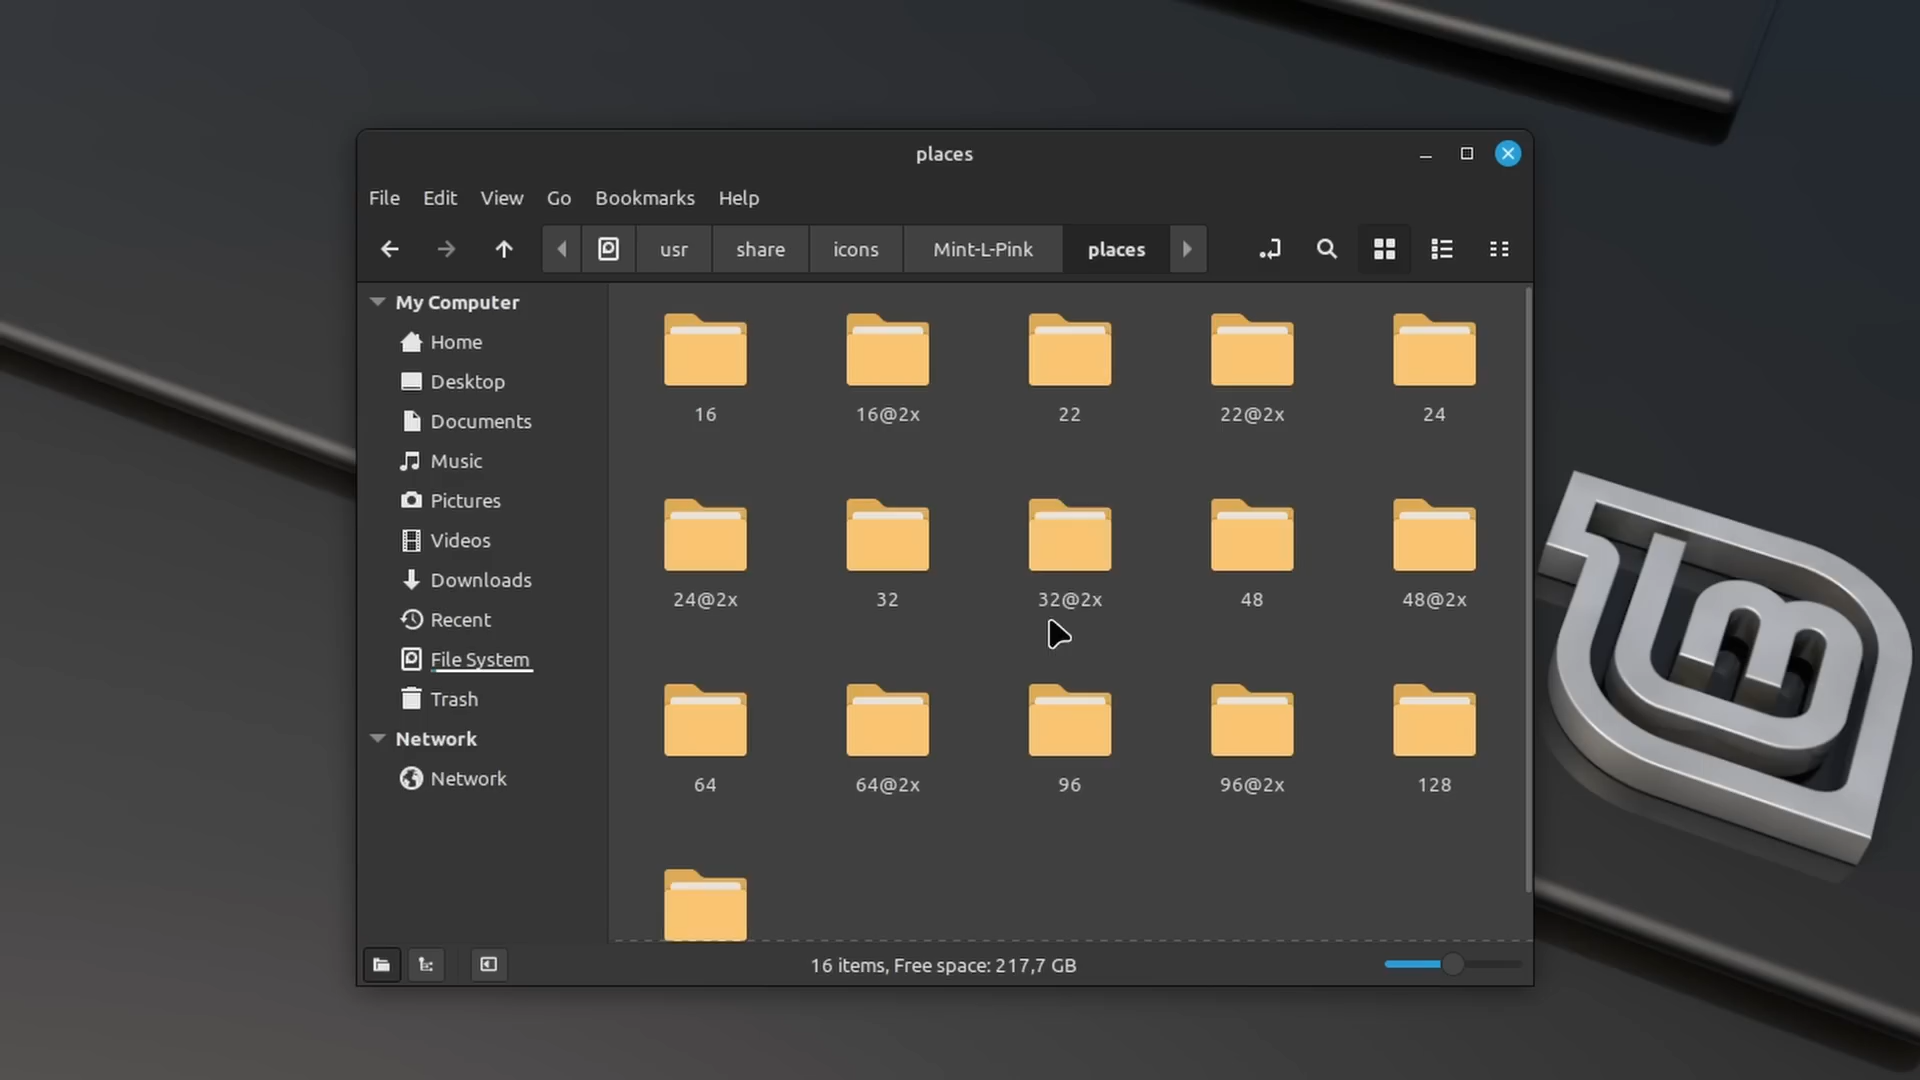 places
File Edit View Go Bookmarks Help
usr share icons Mint-L-Pink places
My Computer
Home
Desktop
Documents
Music
Pictures
Videos
Downloads
Recent
File System
Trash
Network
Network
16 16@2x 22 22@2x 24
24@2x 32 32@2x 48 48@2x
64 64@2x 96 96@2x 128
16 items, Free space: 217,7 GB